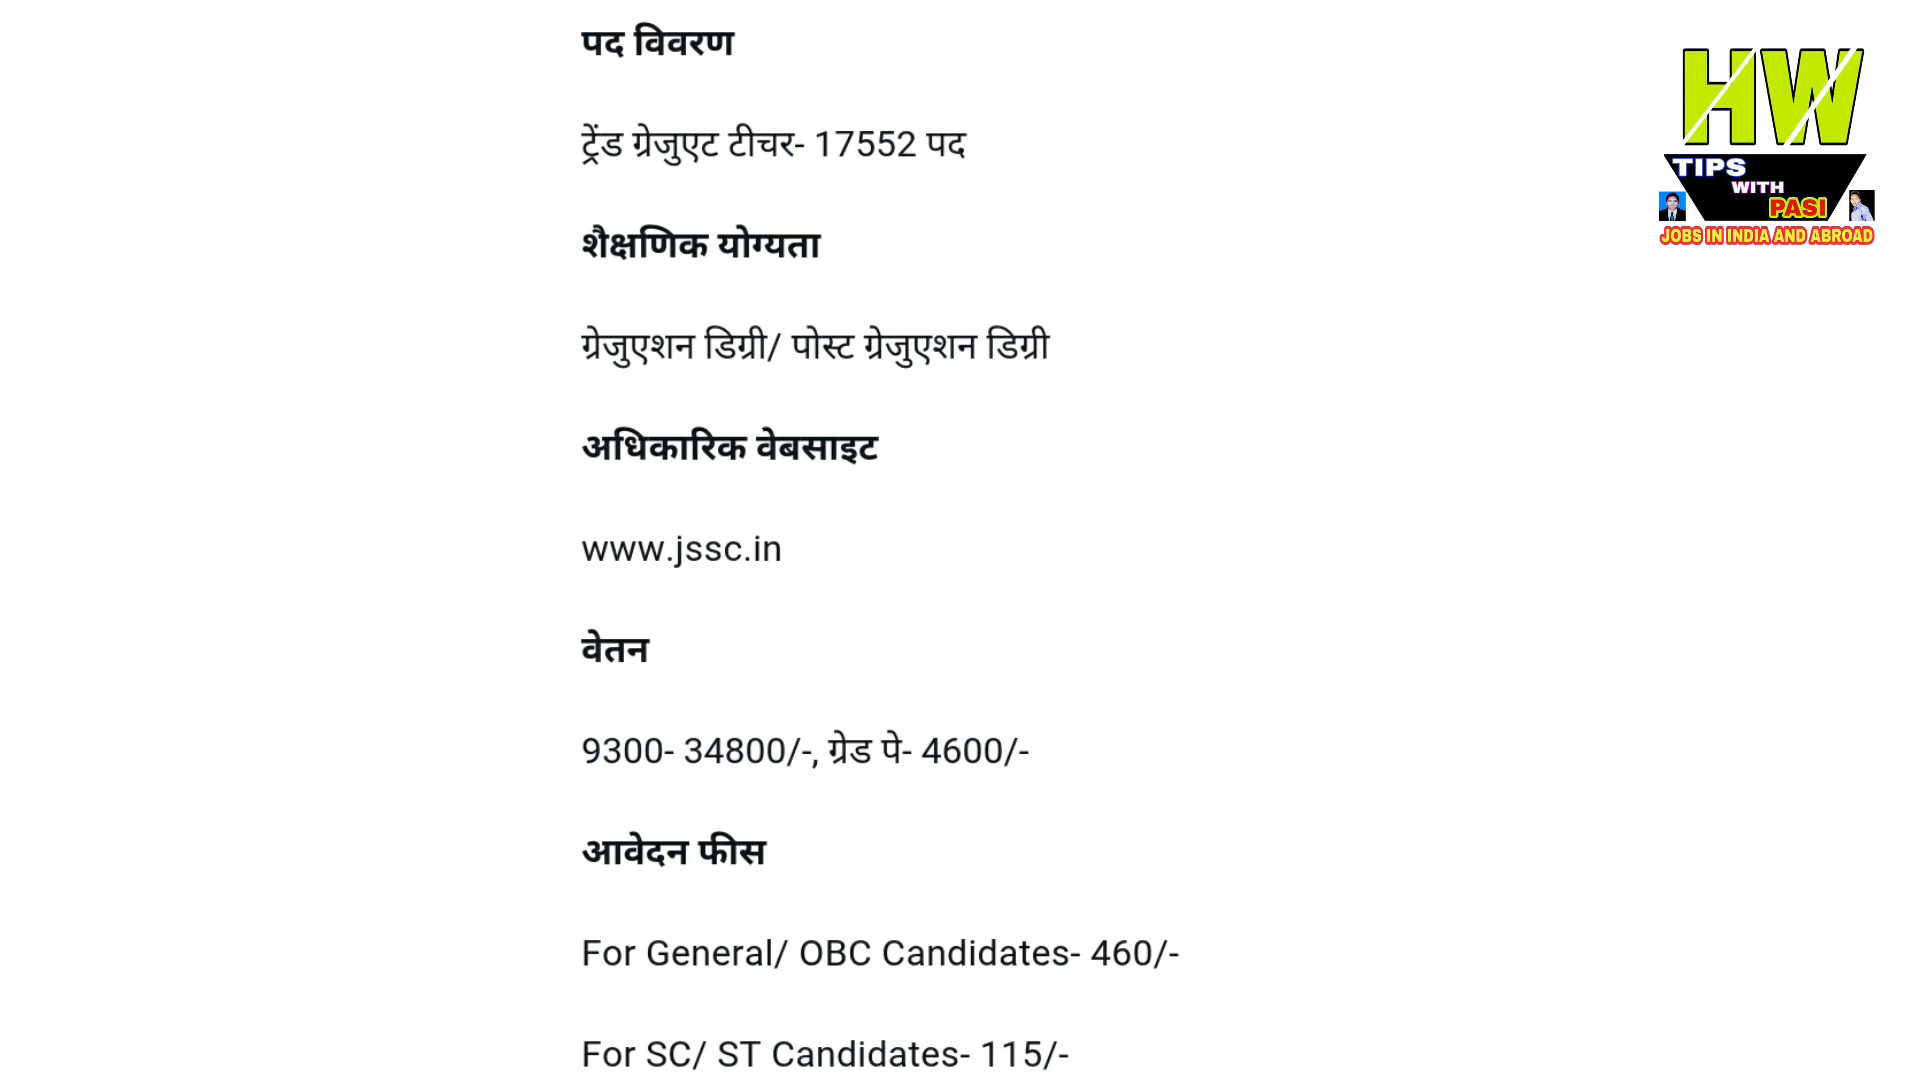 पद विवरण
ट्रेंड ग्रेजुएट टीचर- 17552 पद
शैक्षणिक योग्यता
ग्रेजुएशन डिग्री/ पोस्ट ग्रेजुएशन डिग्री
अधिकारिक वेबसाइट
www.jssc.in
वेतन
9300- 34800/-, ग्रेड पे- 4600/-
आवेदन फीस
For General/ OBC Candidates- 460/-
For SC/ ST Candidates- 115/-
HW
TIPS
WITH
PASI
JOBS IN INDIA AND ABROAD